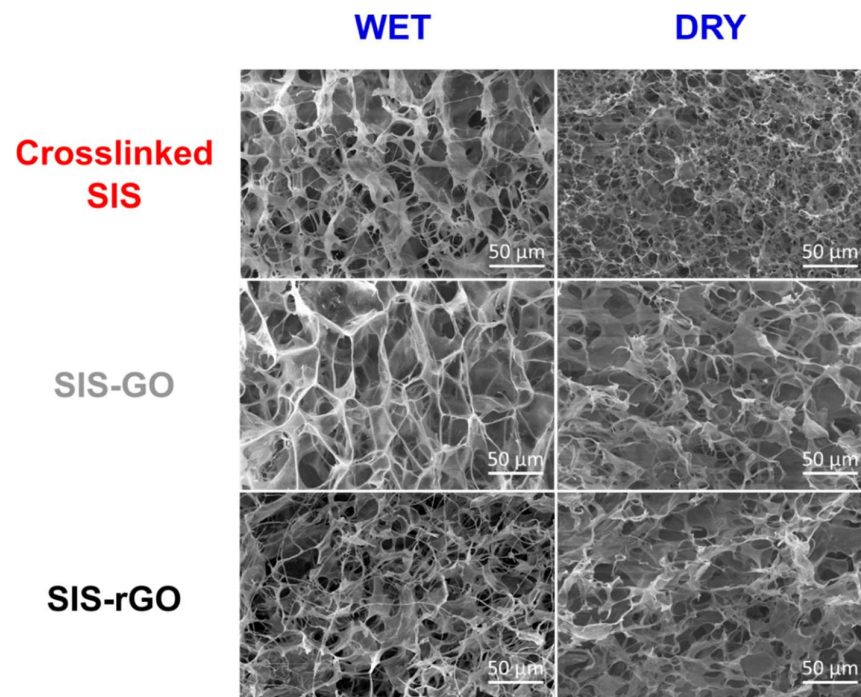 WET DRY
Crosslinked
SIS
50 μm 50 μm
SIS-GO
50 μm 50 μm
SIS-rGO
50 μm 50 μm